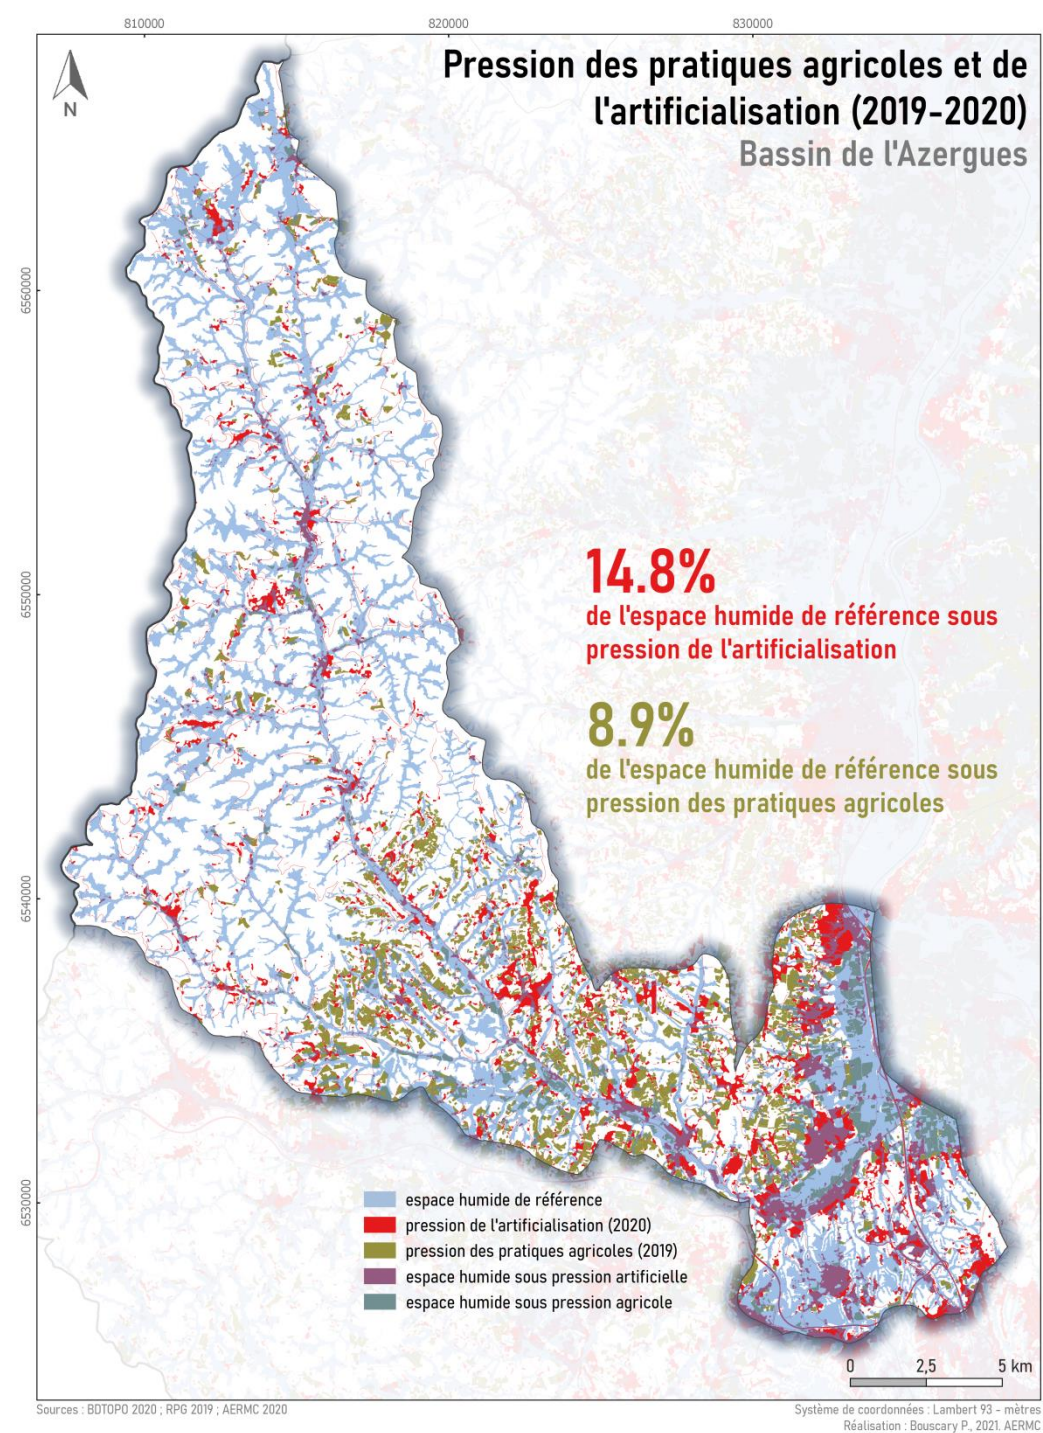 810000
820000
830000
Pression des pratiques agricoles et de
l'artificialisation (2019-2020)
Bassin de l'Azergues
N
6560000
6550000
6540000
6530000
14.8%
de l'espace humide de référence sous
pression de l'artificialisation
8.9%
de l'espace humide de référence sous
pression des pratiques agricoles
espace humide de référence
pression de l'artificialisation (2020)
pression des pratiques agricoles (2019)
espace humide sous pression artificielle
espace humide sous pression agricole
0 2,5 5 km
Sources : BDTOPO 2020 ; RPG 2019 ; AERMC 2020
Système de coordonnées : Lambert 93 - mètres
Réalisation : Bouscary P., 2021. AERMC